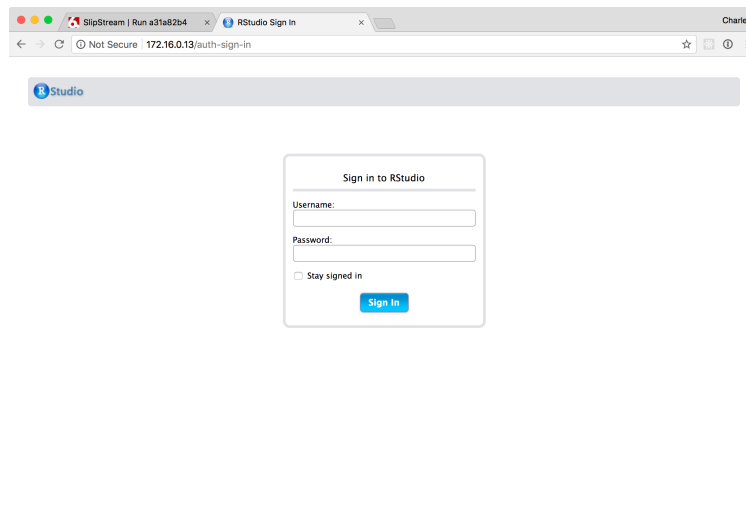 SlipStream | Run a31a82b4
RStudio Sign In
Charle
Not Secure 172.16.0.13/auth-sign-in
R Studio
Sign in to RStudio
Username:
Password:
Stay signed in
Sign In